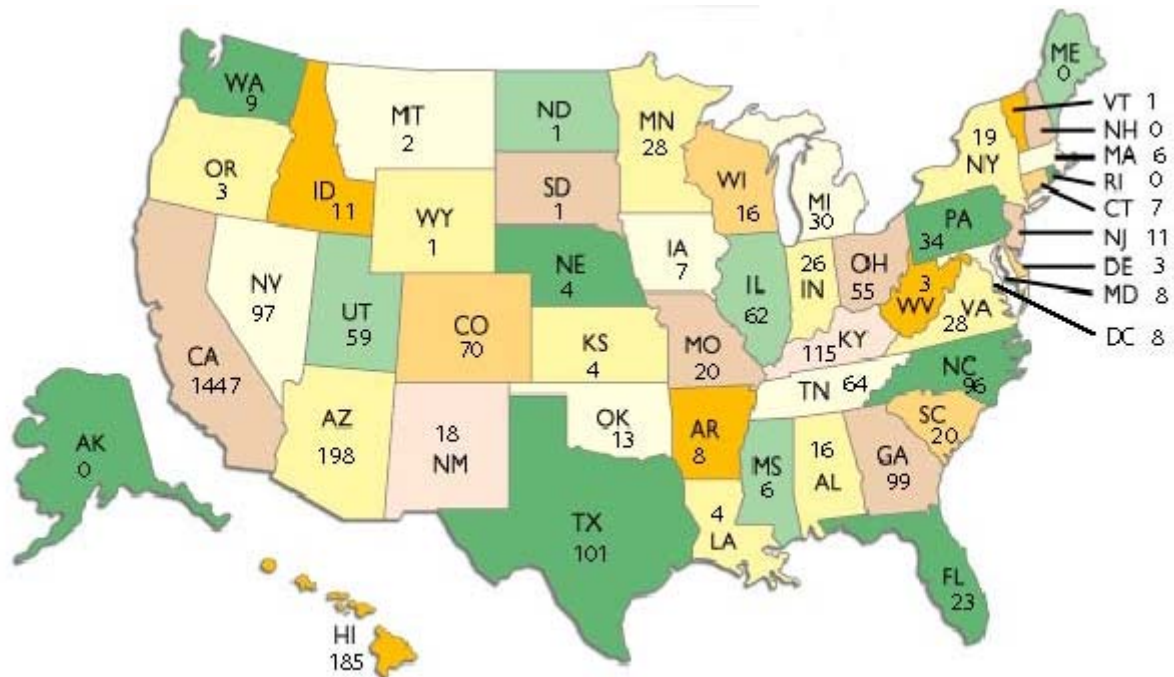 ME
0
WA
9
MT
2
ND
1
MN
28
VT 1
NH 0
MA 6
RI 0
CT 7
NJ 11
DE 3
MD 8
DC 8
19
NY
OR
3
ID
11
SD
1
WI
16
MI
30
WY
1
PA
34
IA
7
NE
4
NV
97
UT
59
CO
70
IL
62
26
IN
OH
55
3
WV
VA
28
CA
1447
KS
4
MO
20
115 KY
TN 64
NC
96
AZ
198
18
NM
OK
13
AR
8
SC
20
MS
6
16
AL
GA
99
AK
0
TX
101
4
LA
FL
23
HI
185